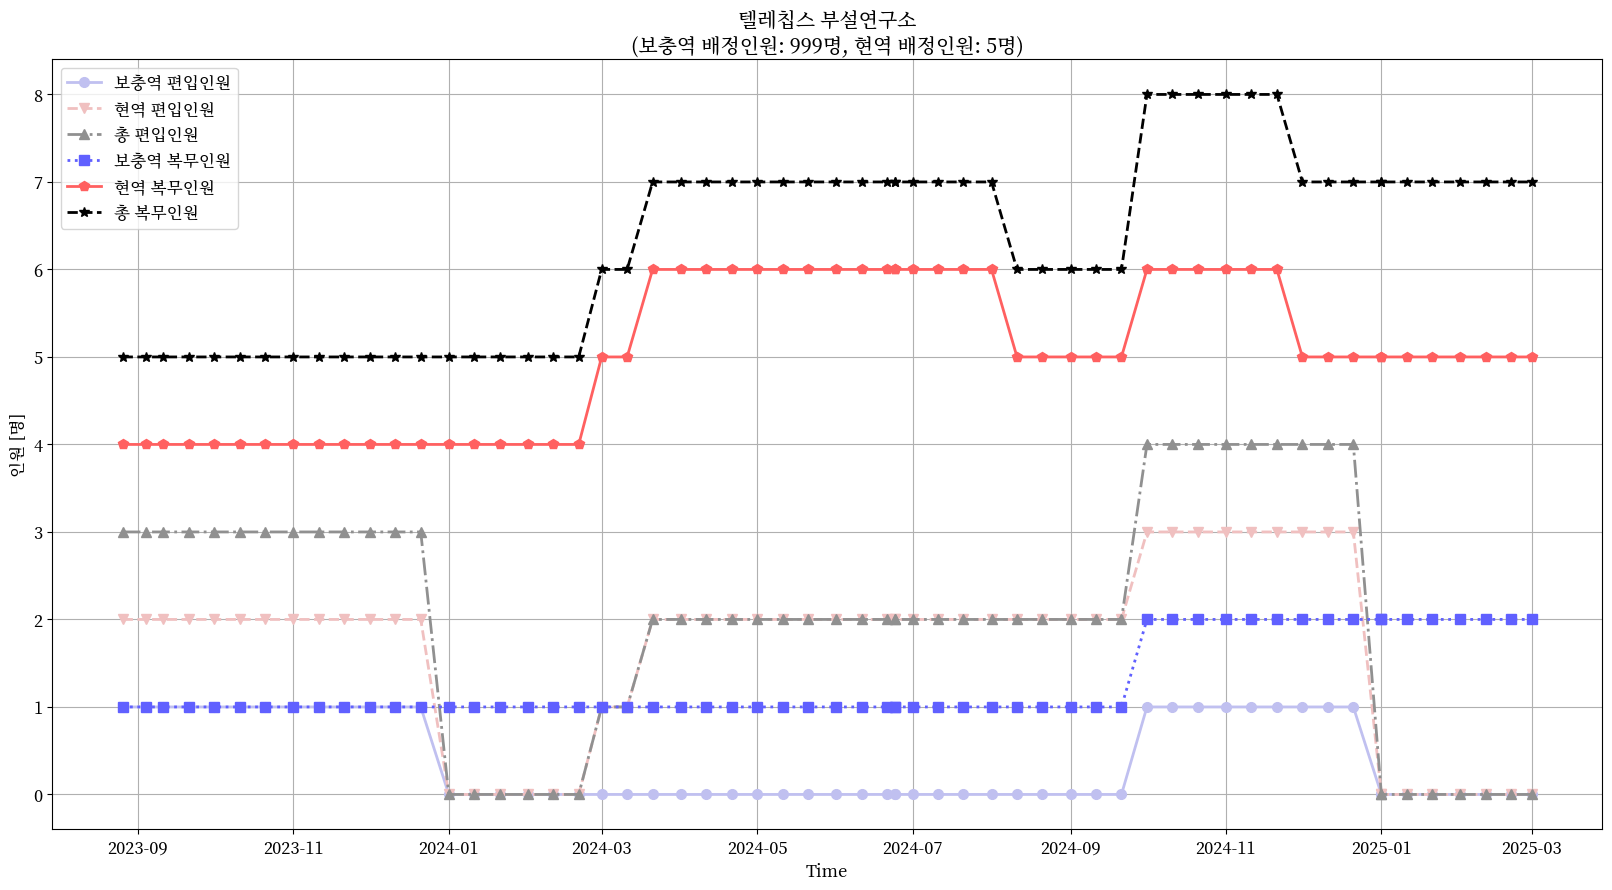 텔레칩스 부설연구소
(보충역 배정인원: 999명, 현역 배정인원: 5명)
보충역 편입인원
현역 편입인원
총 편입인원
보충역 복무인원
현역 복무인원
총 복무인원
인원 [명]
8
7
6
5
4
3
2
1
0
2023-09
2023-11
2024-01
2024-03
2024-05
2024-07
2024-09
2024-11
2025-01
2025-03
Time